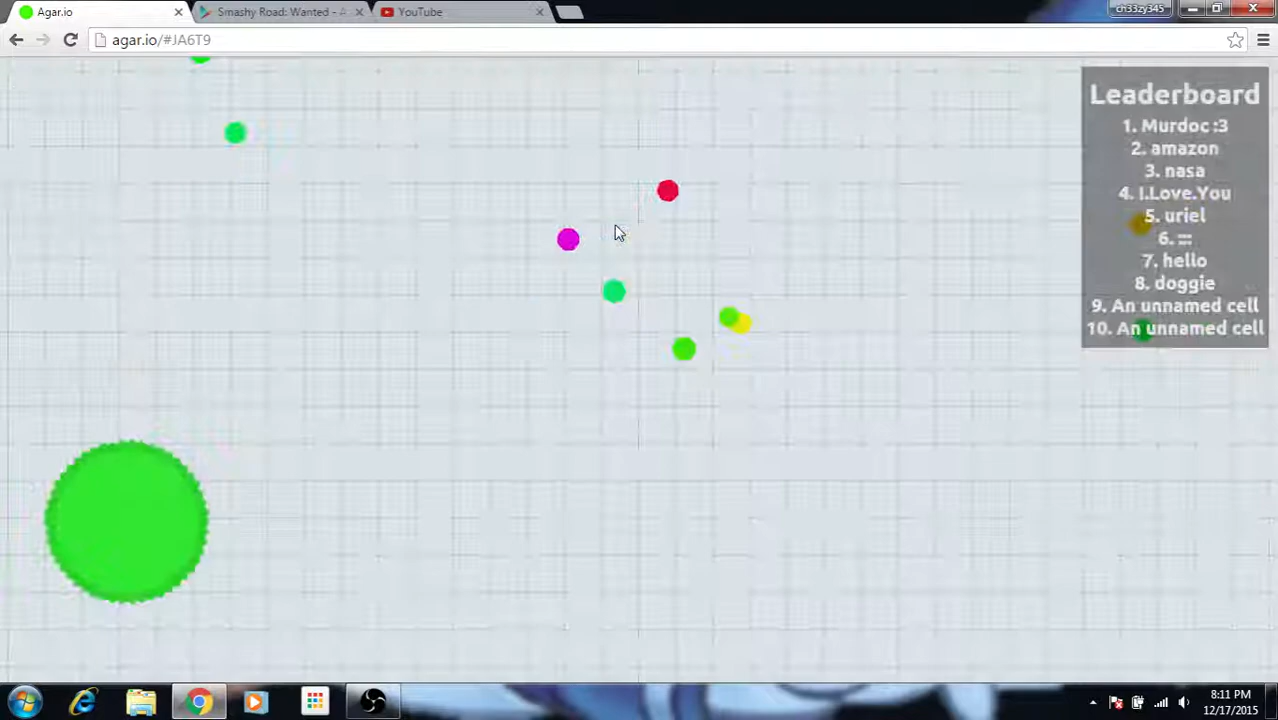 Agar.io
Smashy Road: Wanted - A
YouTube
ch33zy345
agar.io/#JA6T9
Leaderboard
1. Murdoc :3
2. amazon
3. nasa
4. I.Love.You
5. uriel
6. ::
7. hello
8. doggie
9. An unnamed cell
10. An unnamed cell
8:11 PM
12/17/2015